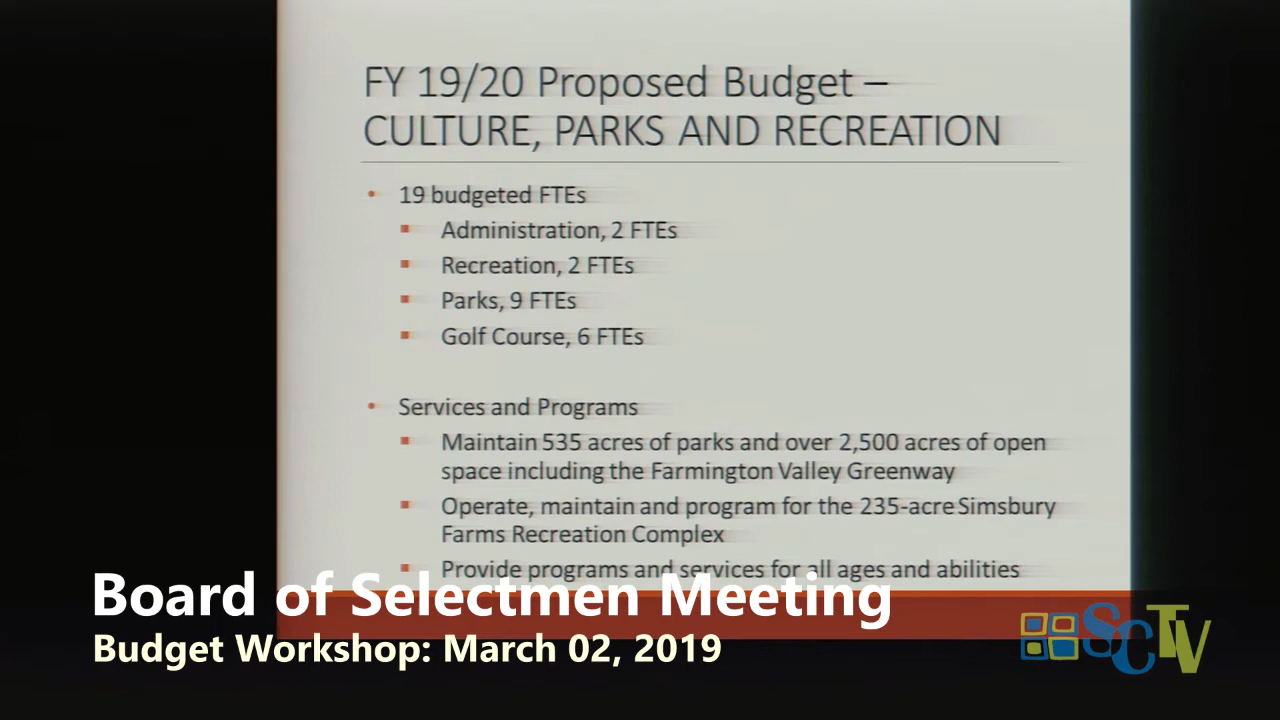 FY 19/20 Proposed Budget –
CULTURE, PARKS AND RECREATION
19 budgeted FTEs
Administration, 2 FTEs
Recreation, 2 FTEs
Parks, 9 FTEs
Golf Course, 6 FTEs
Services and Programs
Maintain 535 acres of parks and over 2,500 acres of open
space including the Farmington Valley Greenway
Operate, maintain and program for the 235-acre Simsbury
Farms Recreation Complex
Provide programs and services for all ages and abilities
Board of Selectmen Meeting
Budget Workshop: March 02, 2019
SCTV